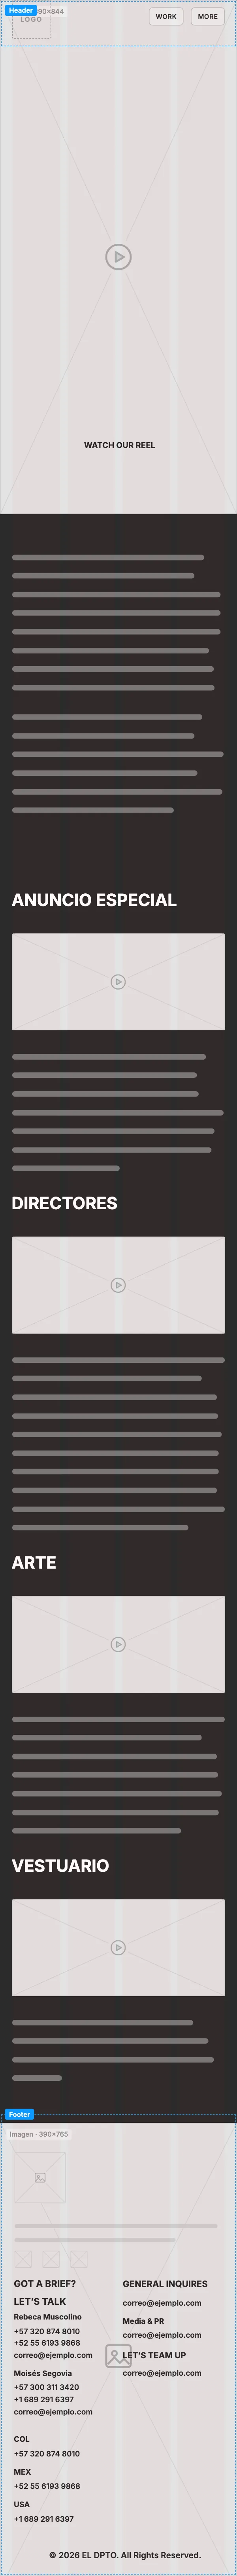 Header
90×844
LOGO
WORK
MORE
WATCH OUR REEL
ANUNCIO ESPECIAL
DIRECTORES
ARTE
VESTUARIO
Footer
Imagen · 390×765
GOT A BRIEF?
LET’S TALK
Rebeca Muscolino
+57 320 874 8010
+52 55 6193 9868
correo@ejemplo.com
Moisés Segovia
+57 300 311 3420
+1 689 291 6397
correo@ejemplo.com
GENERAL INQUIRES
correo@ejemplo.com
Media & PR
correo@ejemplo.com
LET’S TEAM UP
correo@ejemplo.com
COL
+57 320 874 8010
MEX
+52 55 6193 9868
USA
+1 689 291 6397
© 2026 EL DPTO. All Rights Reserved.